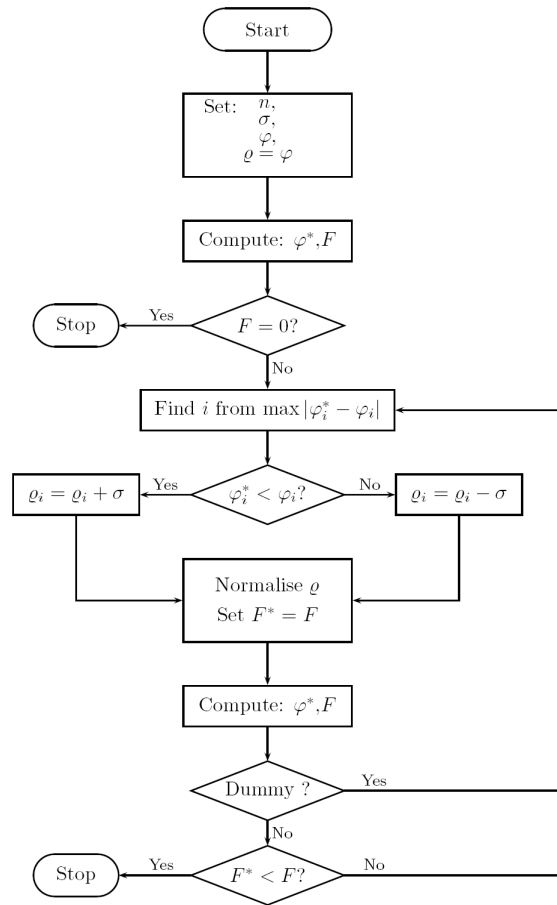 Start
Set: n,
σ,
φ,
ϱ = φ
Compute: φ*,F
F = 0?
Yes
Stop
No
Find i from max |φ*ᵢ − φᵢ|
φ*ᵢ < φᵢ?
Yes
No
ϱᵢ = ϱᵢ + σ
ϱᵢ = ϱᵢ − σ
Normalise ϱ
Set F* = F
Compute: φ*,F
Dummy ?
Yes
No
F* < F?
Yes
No
Stop